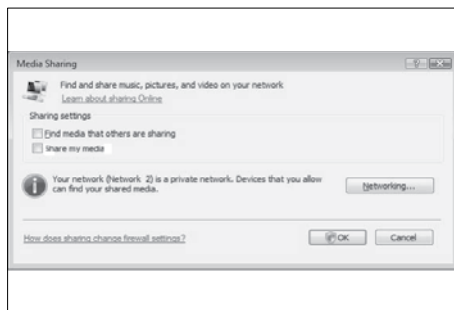 Media Sharing
Find and share music, pictures, and video on your network
Learn about sharing Online
Sharing settings
Find media that others are sharing
Share my media
Your network (Network 2) is a private network. Devices that you allow
can find your shared media.
Networking...
How does sharing change firewall settings?
OK
Cancel